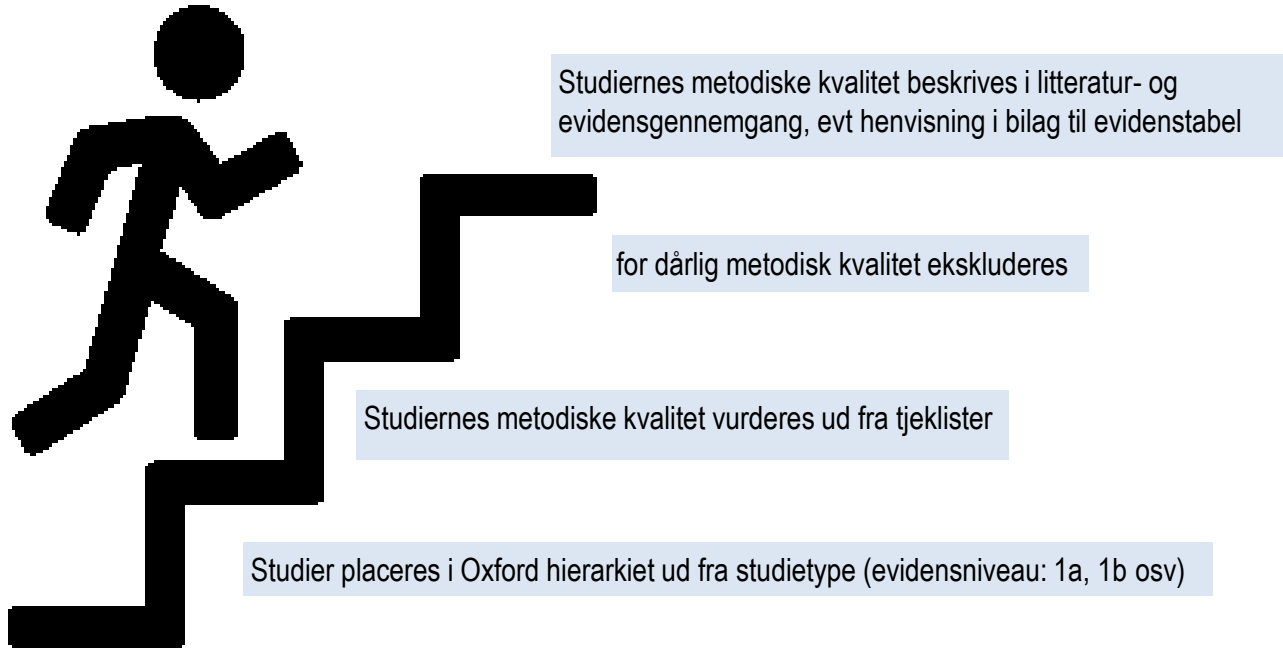 Studiernes metodiske kvalitet beskrives i litteratur- og
evidensgennemgang, evt henvisning i bilag til evidenstabel
for dårlig metodisk kvalitet ekskluderes
Studiernes metodiske kvalitet vurderes ud fra tjeklister
Studier placeres i Oxford hierarkiet ud fra studietype (evidensniveau: 1a, 1b osv)